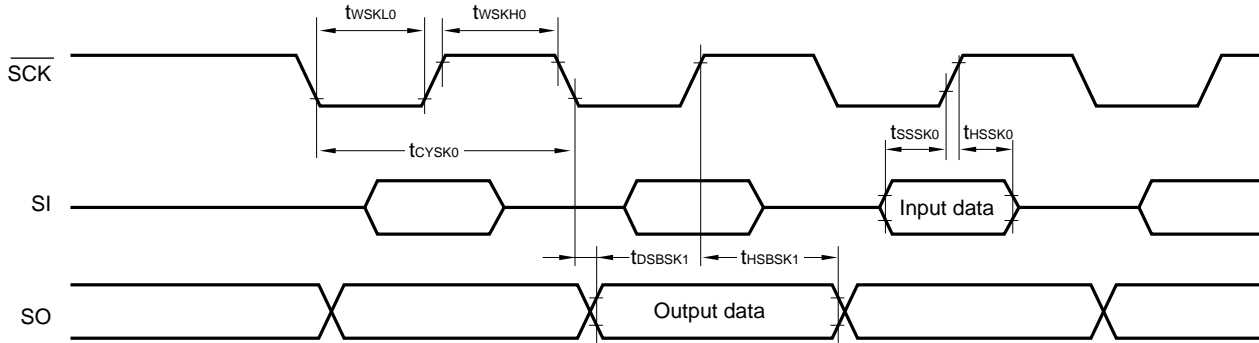 tWSKL0 tWSKH0
SCK
tSSSK0 tHSSK0
tCYSK0
SI Input data
tDSBSK1 tHSBSK1
SO Output data